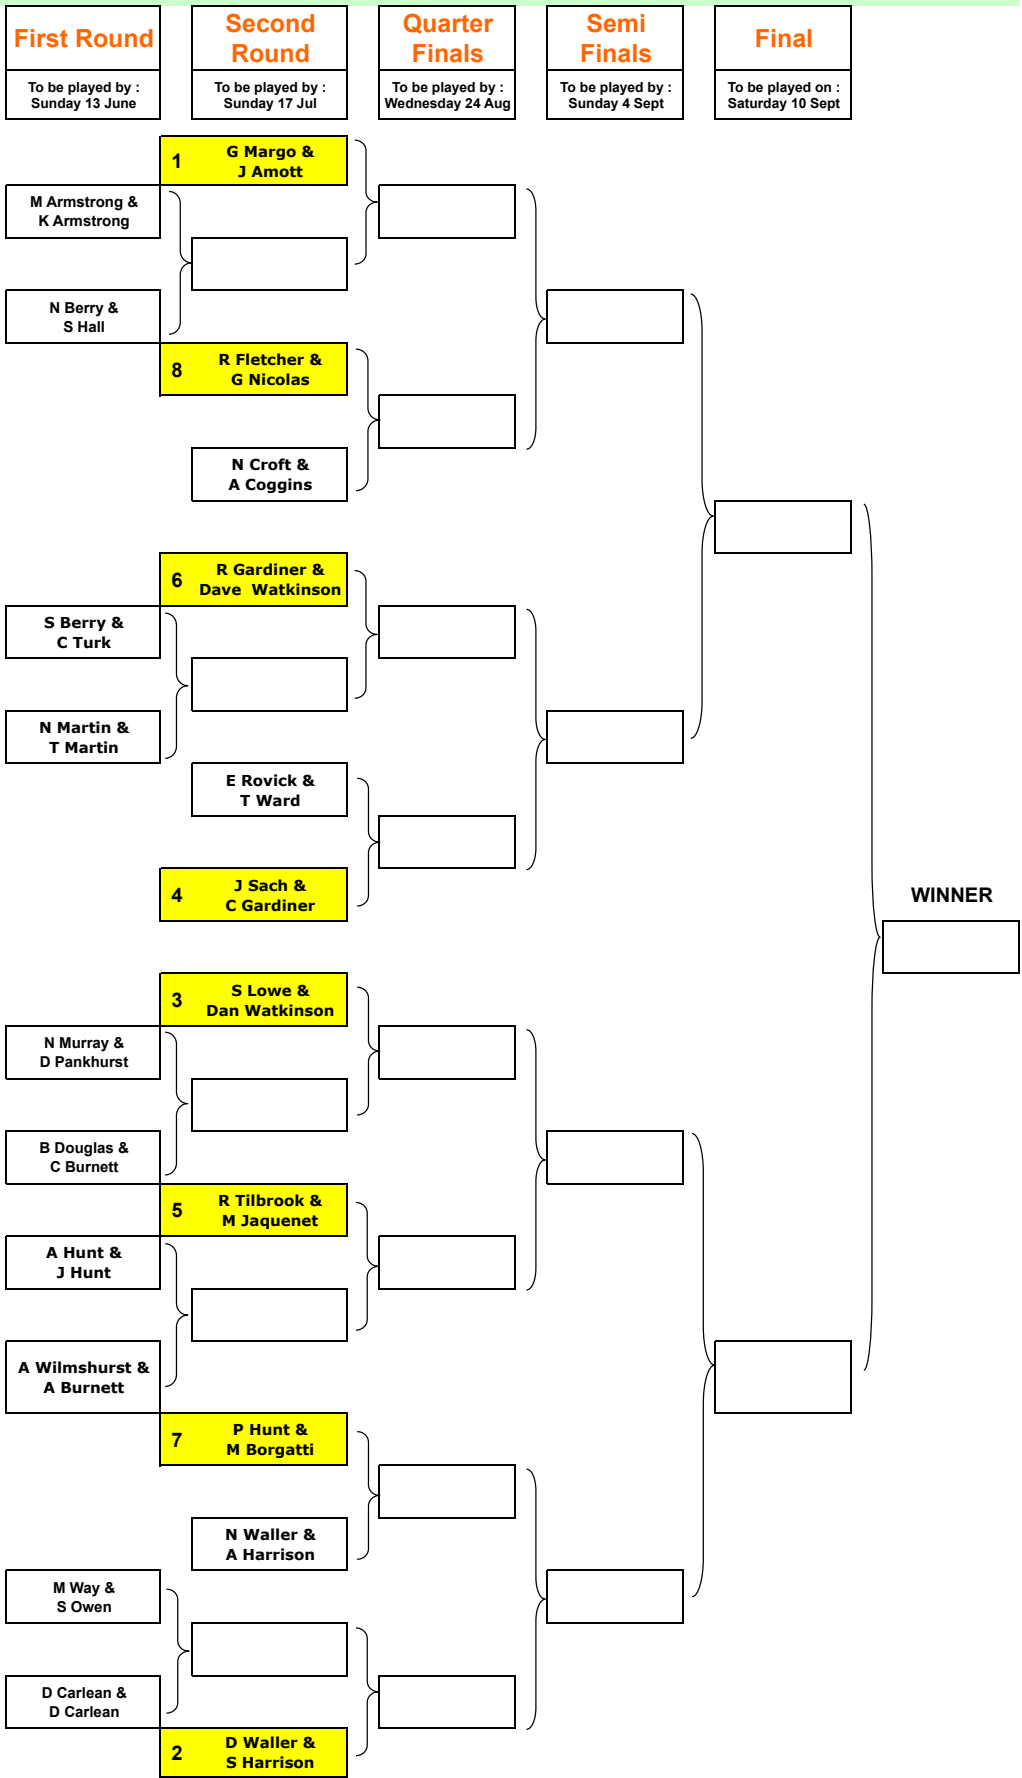 First Round
Second
Round
Quarter
Finals
Semi
Finals
Final
To be played by :
Sunday 13 June
To be played by :
Sunday 17 Jul
To be played by :
Wednesday 24 Aug
To be played by :
Sunday 4 Sept
To be played on :
Saturday 10 Sept
1
G Margo &
J Amott
M Armstrong &
K Armstrong
N Berry &
S Hall
8
R Fletcher &
G Nicolas
N Croft &
A Coggins
6
R Gardiner &
Dave Watkinson
S Berry &
C Turk
N Martin &
T Martin
E Rovick &
T Ward
4
J Sach &
C Gardiner
WINNER
3
S Lowe &
Dan Watkinson
N Murray &
D Pankhurst
B Douglas &
C Burnett
5
R Tilbrook &
M Jaquenet
A Hunt &
J Hunt
A Wilmshurst &
A Burnett
7
P Hunt &
M Borgatti
N Waller &
A Harrison
M Way &
S Owen
D Carlean &
D Carlean
2
D Waller &
S Harrison